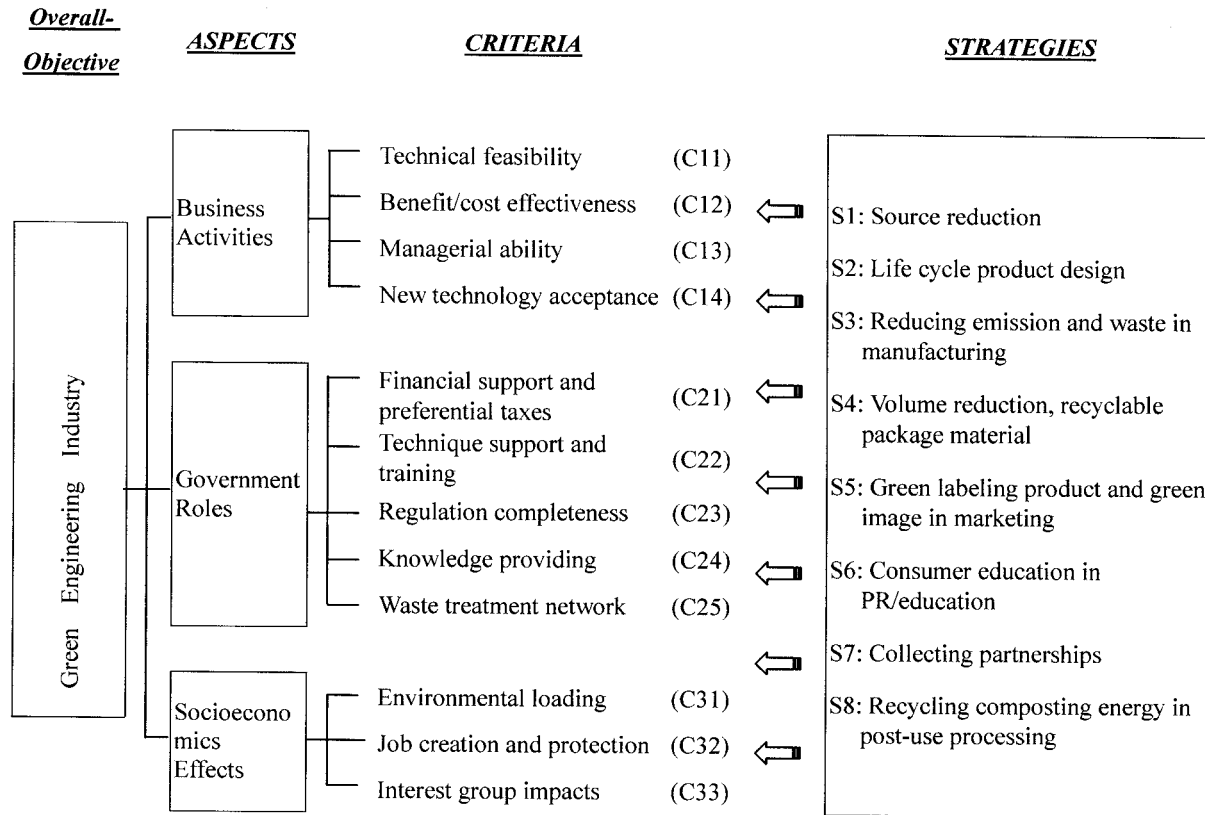 Overall-
Objective
ASPECTS
CRITERIA
STRATEGIES
Green Engineering Industry
Business
Activities
Technical feasibility (C11)
Benefit/cost effectiveness (C12)
Managerial ability (C13)
New technology acceptance (C14)
Government
Roles
Financial support and
preferential taxes (C21)
Technique support and
training (C22)
Regulation completeness (C23)
Knowledge providing (C24)
Waste treatment network (C25)
Socioecono
mics
Effects
Environmental loading (C31)
Job creation and protection (C32)
Interest group impacts (C33)
S1: Source reduction
S2: Life cycle product design
S3: Reducing emission and waste in
manufacturing
S4: Volume reduction, recyclable
package material
S5: Green labeling product and green
image in marketing
S6: Consumer education in
PR/education
S7: Collecting partnerships
S8: Recycling composting energy in
post-use processing